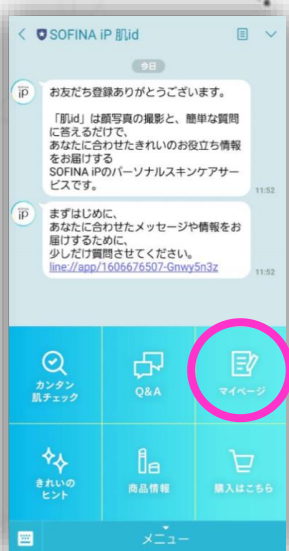 SOFINA iP 肌id
今日
iP
お友だち登録ありがとうござい
ます。
「肌id」は顔写真の撮影と、簡単な質問
に答えるだけで、
あなたに合わせたきれいのお役立ち情報
をお届けする
SOFINA iPのパーソナルスキンケアサー
ビスです。
11:52
iP
まずはじめに、
あなたに合わせたメッセージや情報をお
届けするために、
少しだけ質問させてください。
line://app/1606676507-Gnwy5n3z
11:52
カンタン
肌チェック
Q&A
マイページ
きれいの
ヒント
商品情報
購入はこちら
メニュー